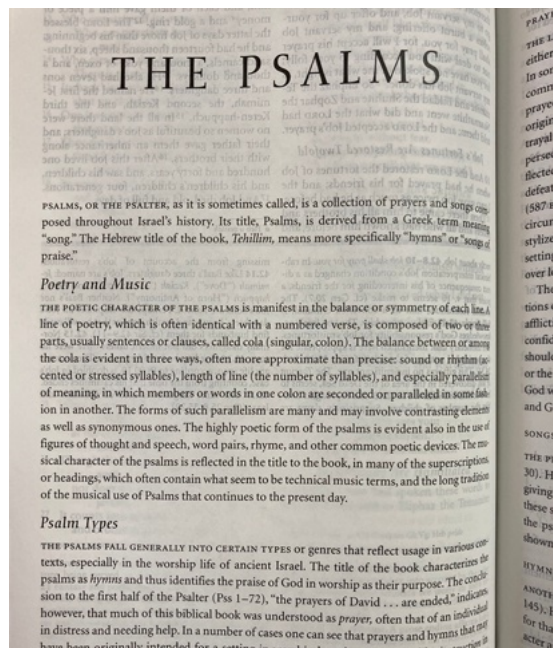 THE PSALMS
PSALMS, OR THE PSALTER, as it is sometimes called, is a collection of prayers and songs com-
posed throughout Israel's history. Its title, Psalms, is derived from a Greek term meaning
"song." The Hebrew title of the book, Tehillim, means more specifically "hymns" or "songs of
praise."
Poetry and Music
THE POETIC CHARACTER OF THE PSALMS is manifest in the balance or symmetry of each line. A
line of poetry, which is often identical with a numbered verse, is composed of two or three
parts, usually sentences or clauses, called cola (singular, colon). The balance between or among
the cola is evident in three ways, often more approximate than precise: sound or rhythm (ac-
cented or stressed syllables), length of line (the number of syllables), and especially parallelism
of meaning, in which members or words in one colon are seconded or paralleled in some fash-
ion in another. The forms of such parallelism are many and may involve contrasting elements
as well as synonymous ones. The highly poetic form of the psalms is evident also in the use of
figures of thought and speech, word pairs, rhyme, and other common poetic devices. The mu-
sical character of the psalms is reflected in the title to the book, in many of the superscriptions
or headings, which often contain what seem to be technical music terms, and the long tradition
of the musical use of Psalms that continues to the present day.
Psalm Types
THE PSALMS FALL GENERALLY INTO CERTAIN TYPES or genres that reflect usage in various con-
texts, especially in the worship life of ancient Israel. The title of the book characterizes the
psalms as hymns and thus identifies the praise of God in worship as their purpose. The conclu-
sion to the first half of the Psalter (Pss 1–72), "the prayers of David . . . are ended," indicates,
however, that much of this biblical book was understood as prayer, often that of an individual
in distress and needing help. In a number of cases one can see that prayers and hymns that may
have been originally intended for a setting in